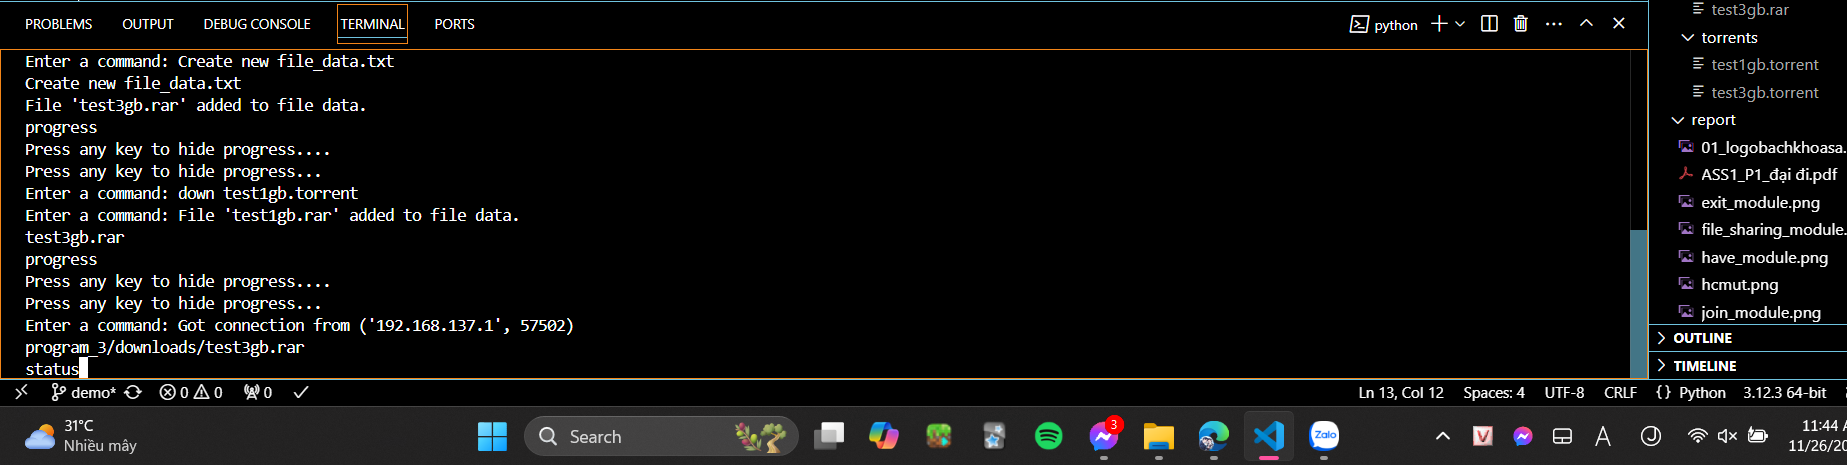 PROBLEMS OUTPUT DEBUG CONSOLE TERMINAL PORTS python
Enter a command: Create new file_data.txt
Create new file_data.txt
File 'test3gb.rar' added to file data.
progress
Press any key to hide progress....
Press any key to hide progress...
Enter a command: down test1gb.torrent
Enter a command: File 'test1gb.rar' added to file data.
test3gb.rar
progress
Press any key to hide progress....
Press any key to hide progress...
Enter a command: Got connection from ('192.168.137.1', 57502)
program_3/downloads/test3gb.rar
status
test3gb.rar
torrents
test1gb.torrent
test3gb.torrent
report
01_logobachkhoasa.
ASS1_P1_đại đi.pdf
exit_module.png
file_sharing_module.
have_module.png
hcmut.png
join_module.png
OUTLINE
TIMELINE
demo* 0 0 0 Ln 13, Col 12 Spaces: 4 UTF-8 CRLF {} Python 3.12.3 64-bit
31°C
Nhiều mây
Search
3
Zalo
V
A
11:44 A
11/26/20